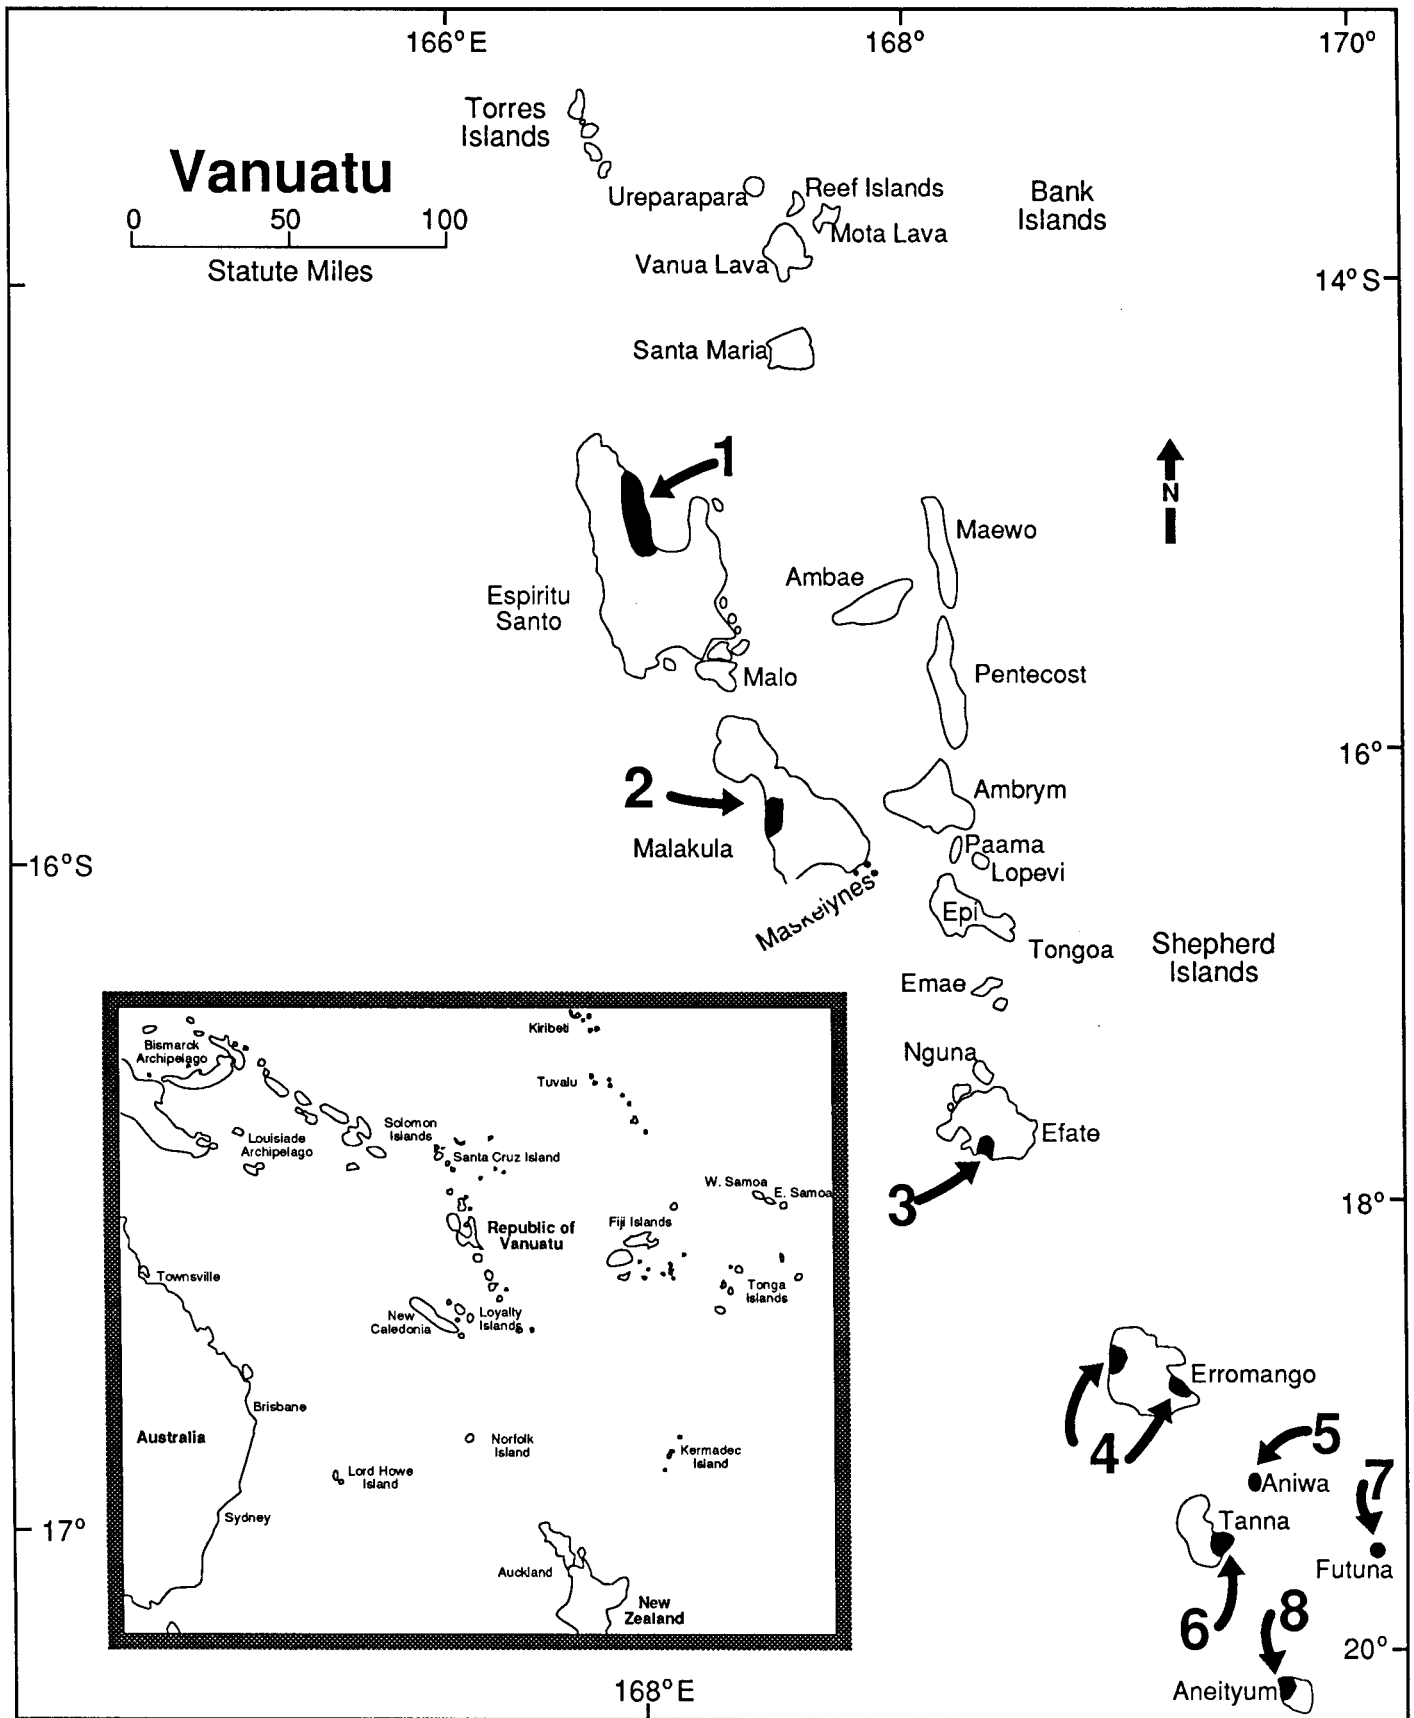 166°E
168°
170°
Torres
Islands
Vanuatu
0 50 100
Statute Miles
Ureparapara
Reef Islands
Mota Lava
Bank
Islands
Vanua Lava
14°S
Santa Maria
1
N
Maewo
Ambae
Espiritu
Santo
Malo
Pentecost
16°
2
Ambrym
Malakula
Paama
Lopevi
16°S
Maskelynes
Epi
Tongoa
Shepherd
Islands
Emae
Nguna
Efate
3
18°
Erromango
4
5
Aniwa
7
Tanna
Futuna
6
8
20°
Aneityum
17°
168°E
Kiribeti
Bismarck
Archipelago
Tuvalu
Solomon
Islands
Louisiade
Archipelago
Santa Cruz Island
W. Samoa
E. Samoa
Republic of
Vanuatu
Fiji Islands
Townsville
Tonga
Islands
New
Caledonia
Loyalty
Islands
Brisbane
Australia
Norfolk
Island
Kermadec
Island
Lord Howe
Island
Sydney
Auckland
New
Zealand